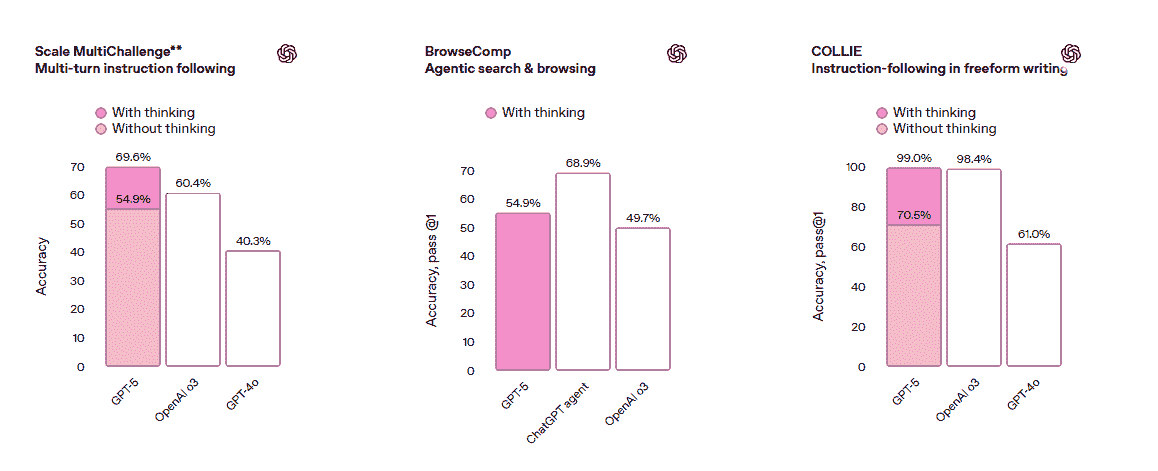 Scale MultiChallenge**
Multi-turn instruction following
With thinking
Without thinking
69.6%
54.9%
60.4%
40.3%
Accuracy
70
60
50
40
30
20
10
0
GPT-5
OpenAI o3
GPT-4o
BrowseComp
Agentic search & browsing
With thinking
54.9%
68.9%
49.7%
Accuracy, pass @1
70
60
50
40
30
20
10
0
GPT-5
ChatGPT agent
OpenAI o3
COLLIE
Instruction-following in freeform writing
With thinking
Without thinking
99.0%
70.5%
98.4%
61.0%
Accuracy, pass@1
100
80
60
40
20
0
GPT-5
OpenAI o3
GPT-4o